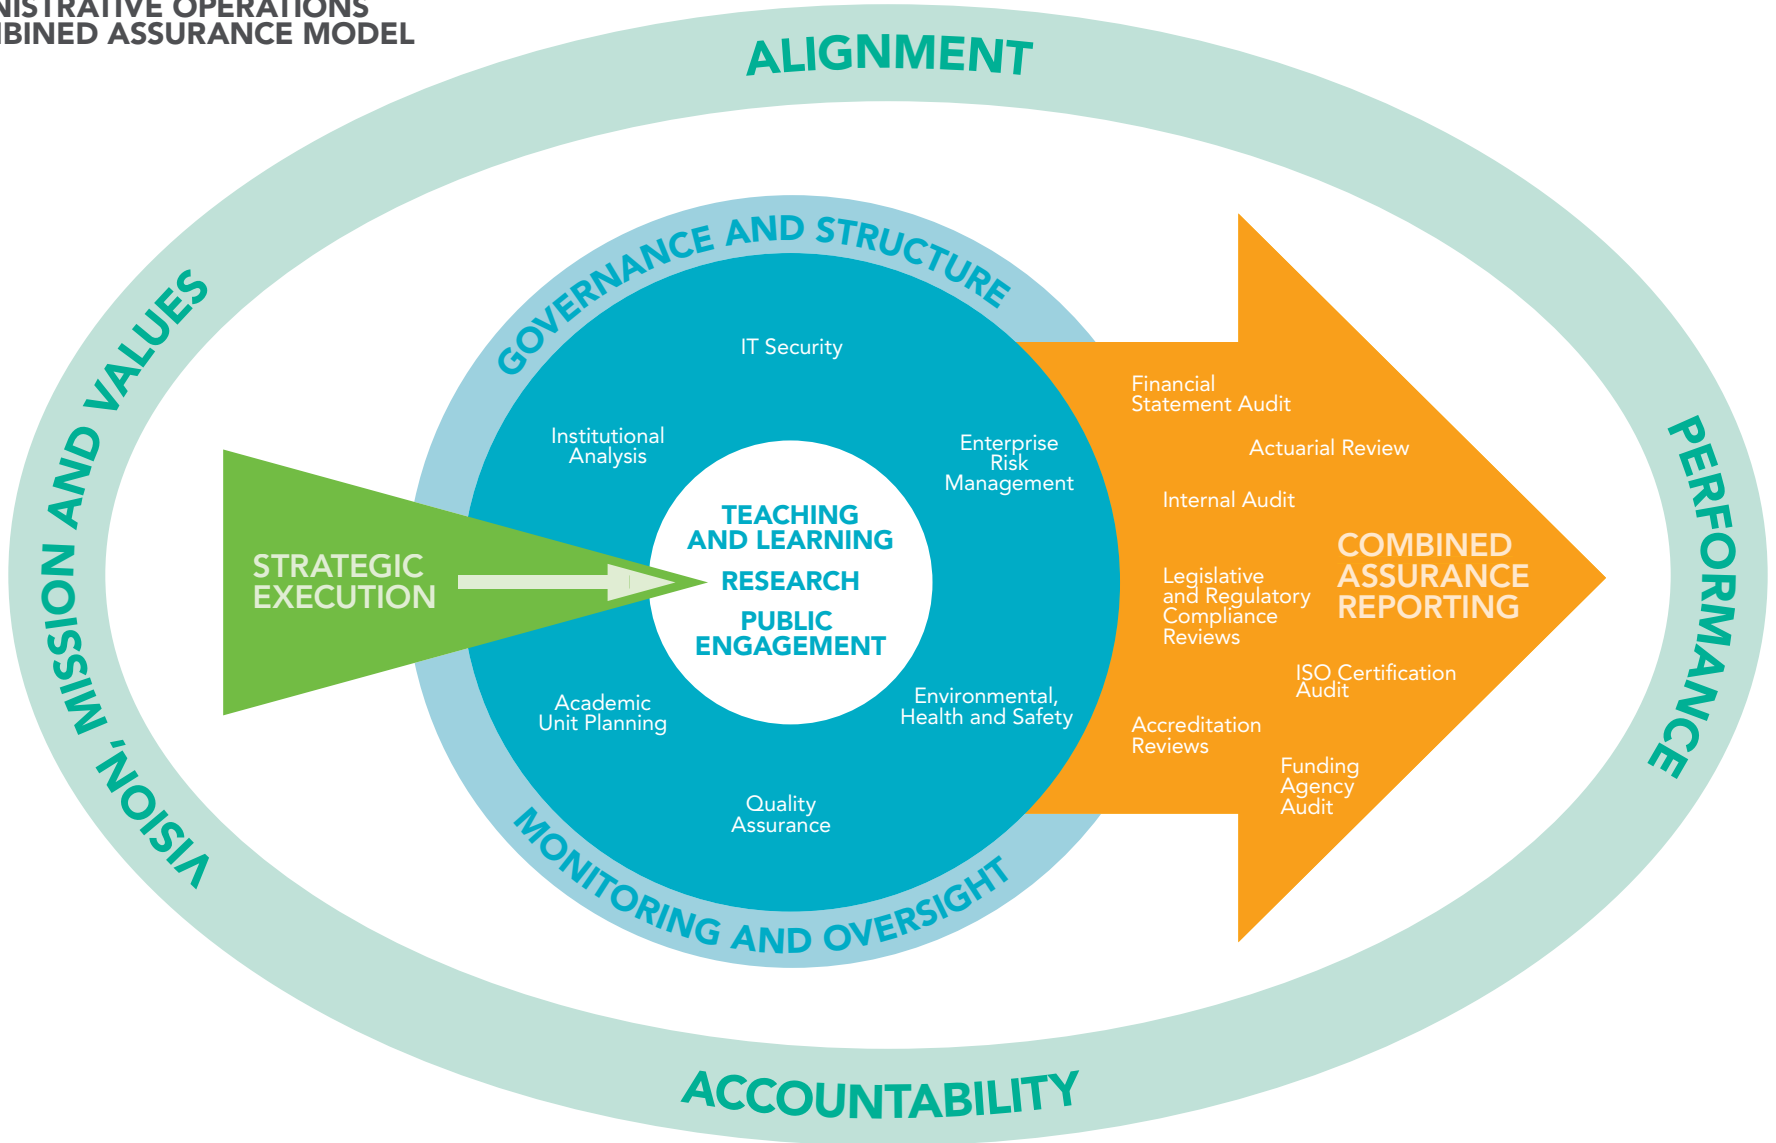 NISTRATIVE OPERATIONS
MBINED ASSURANCE MODEL
ALIGNMENT
VISION, MISSION AND VALUES
PERFORMANCE
ACCOUNTABILITY
GOVERNANCE AND STRUCTURE
MONITORING AND OVERSIGHT
IT Security
Institutional
Analysis
Enterprise
Risk
Management
TEACHING
AND LEARNING
RESEARCH
PUBLIC
ENGAGEMENT
STRATEGIC
EXECUTION
Academic
Unit Planning
Environmental,
Health and Safety
Quality
Assurance
Financial
Statement Audit
Actuarial Review
Internal Audit
COMBINED
ASSURANCE
REPORTING
Legislative
and Regulatory
Compliance
Reviews
ISO Certification
Audit
Accreditation
Reviews
Funding
Agency
Audit